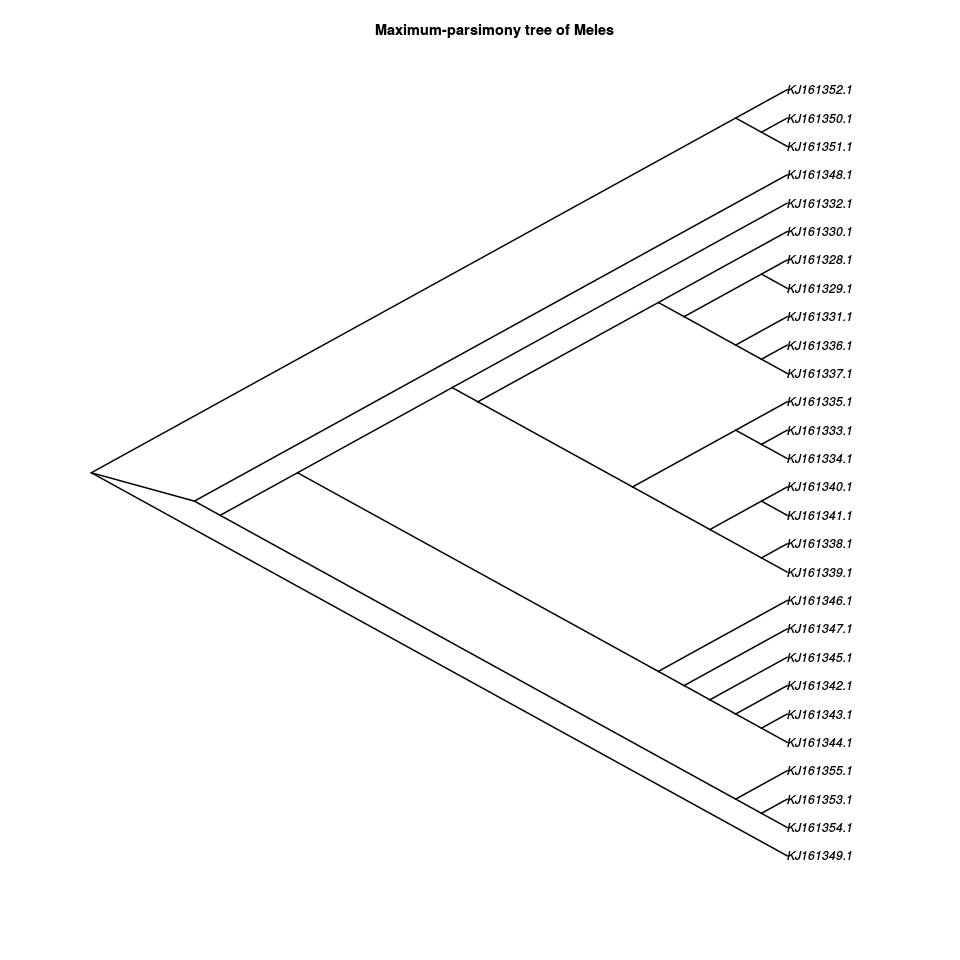 Maximum-parsimony tree of Meles
KJ161352.1
KJ161350.1
KJ161351.1
KJ161348.1
KJ161332.1
KJ161330.1
KJ161328.1
KJ161329.1
KJ161331.1
KJ161336.1
KJ161337.1
KJ161335.1
KJ161333.1
KJ161334.1
KJ161340.1
KJ161341.1
KJ161338.1
KJ161339.1
KJ161346.1
KJ161347.1
KJ161345.1
KJ161342.1
KJ161343.1
KJ161344.1
KJ161355.1
KJ161353.1
KJ161354.1
KJ161349.1